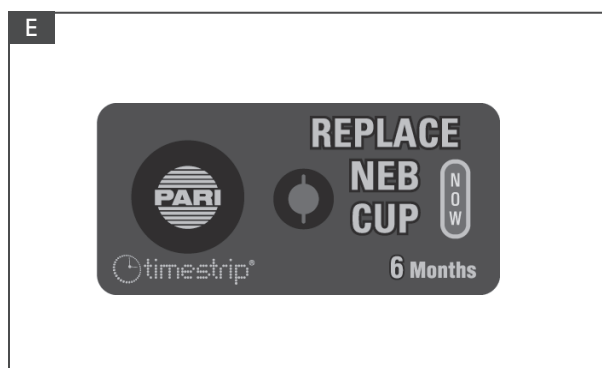 E
REPLACE
NEB
CUP
NOW
PARI
timestrip®
6 Months